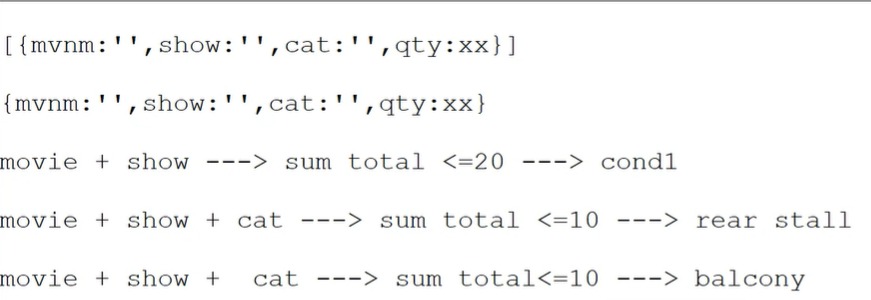 [{mvnm:'',show:'',cat:'',qty:xx}]
{mvnm:'',show:'',cat:'',qty:xx}
movie + show ---> sum total <=20 ---> cond1
movie + show + cat ---> sum total <=10 ---> rear stall
movie + show +  cat ---> sum total<=10 ---> balcony